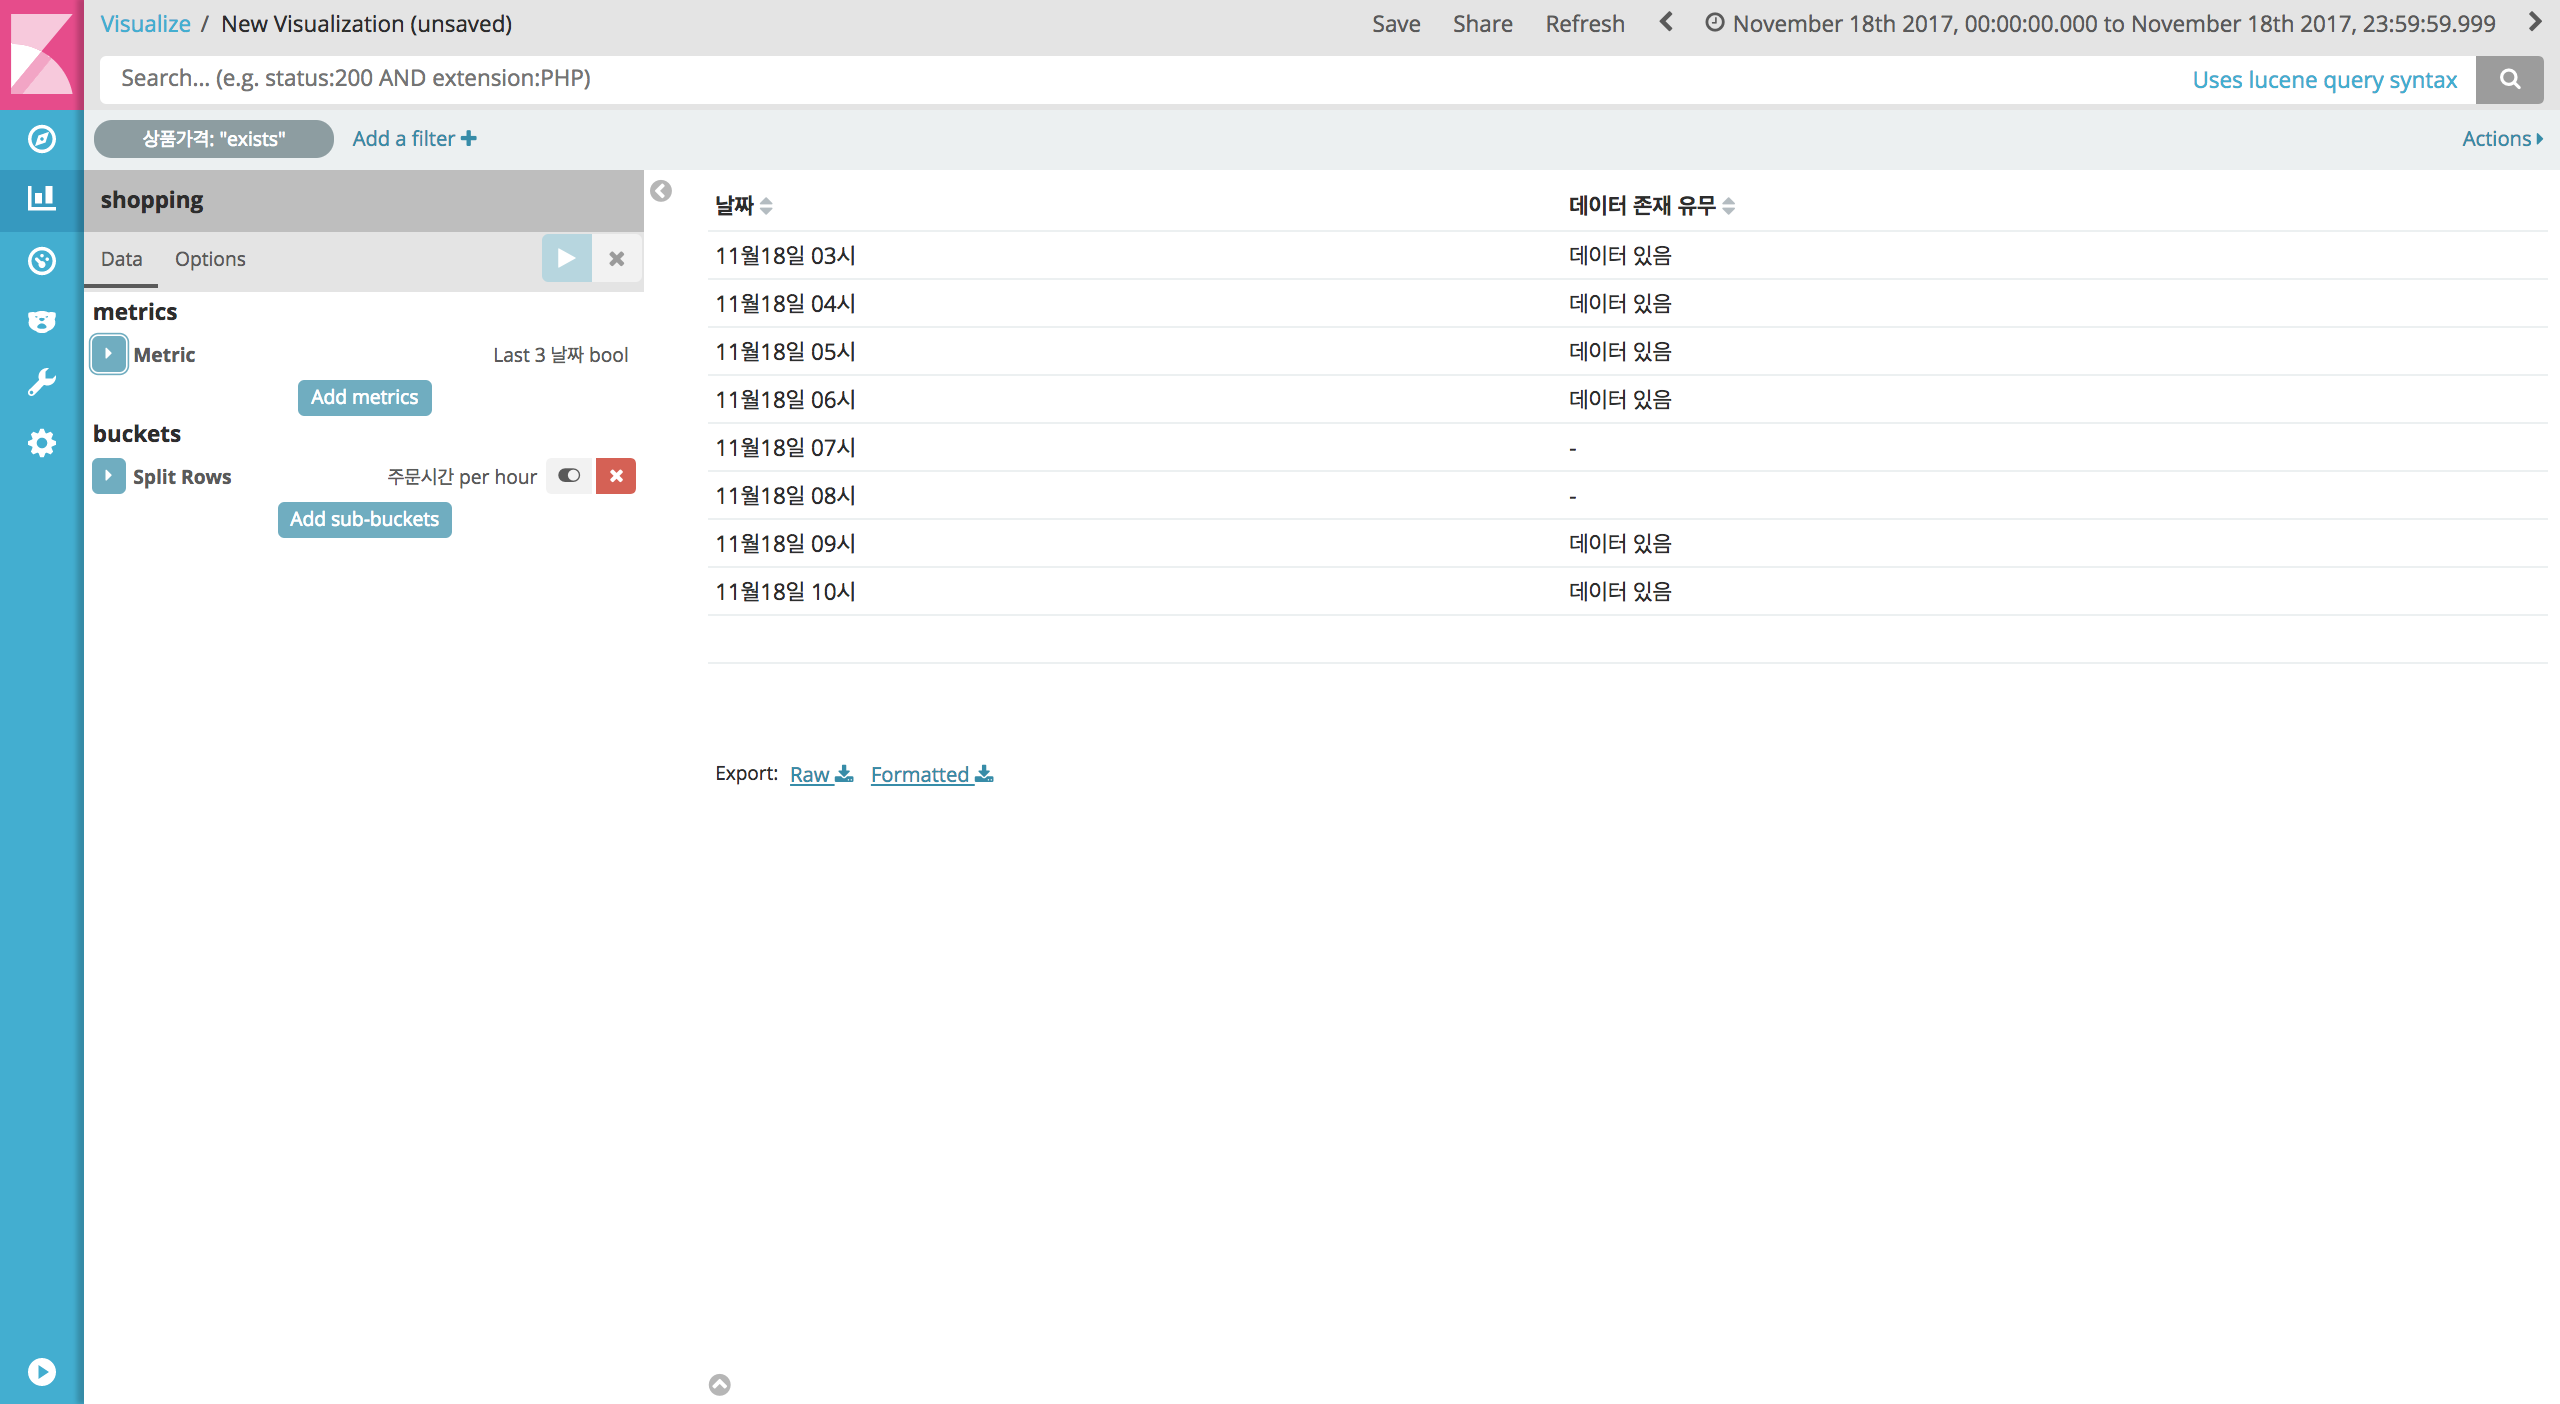 Visualize / New Visualization (unsaved)
Save Share Refresh November 18th 2017, 00:00:00.000 to November 18th 2017, 23:59:59.999
Search... (e.g. status:200 AND extension:PHP)
Uses lucene query syntax
상품가격: "exists" Add a filter
Actions
shopping
Data Options
metrics
Metric Last 3 날짜 bool
Add metrics
buckets
Split Rows 주문시간 per hour
Add sub-buckets
날짜 데이터 존재 유무
11월18일 03시 데이터 있음
11월18일 04시 데이터 있음
11월18일 05시 데이터 있음
11월18일 06시 데이터 있음
11월18일 07시 -
11월18일 08시 -
11월18일 09시 데이터 있음
11월18일 10시 데이터 있음
Export: Raw Formatted